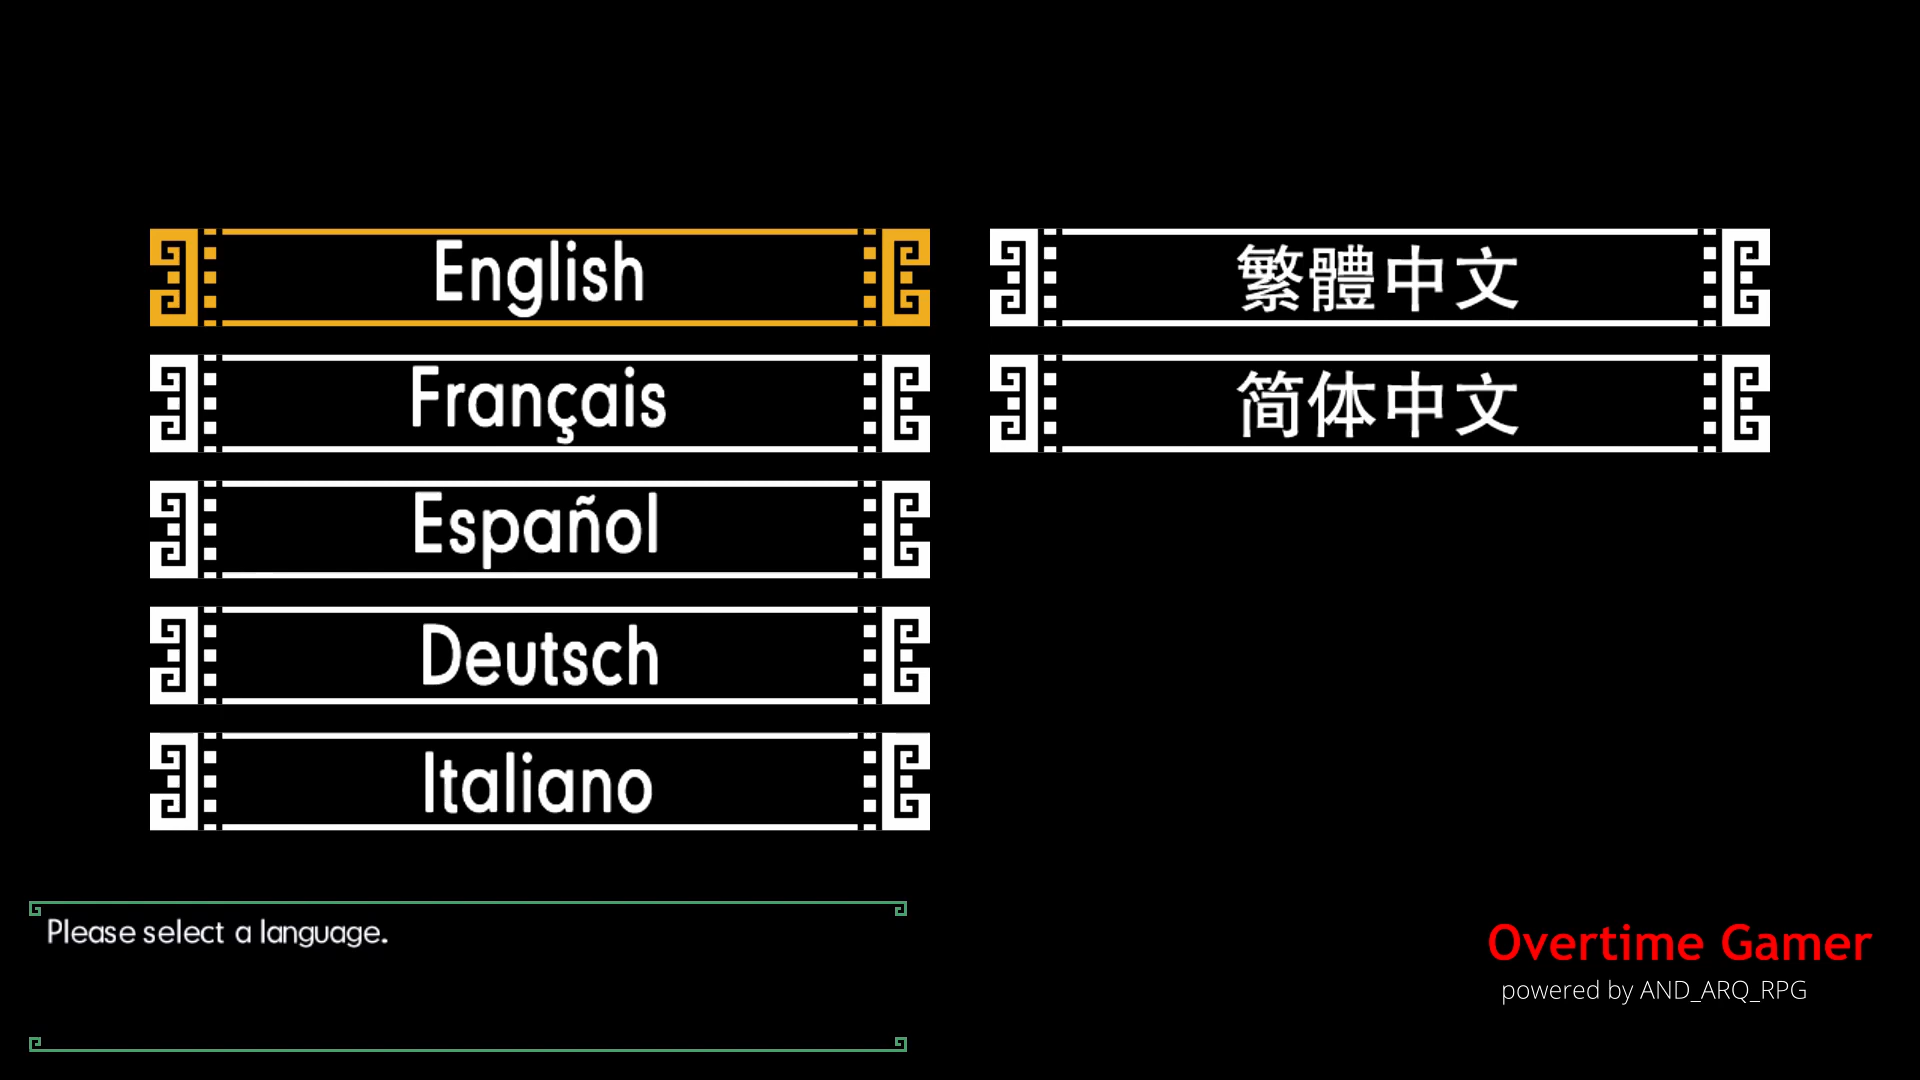 English
Français
Español
Deutsch
Italiano
繁體中文
简体中文
Please select a language.
Overtime Gamer
powered by AND_ARQ_RPG